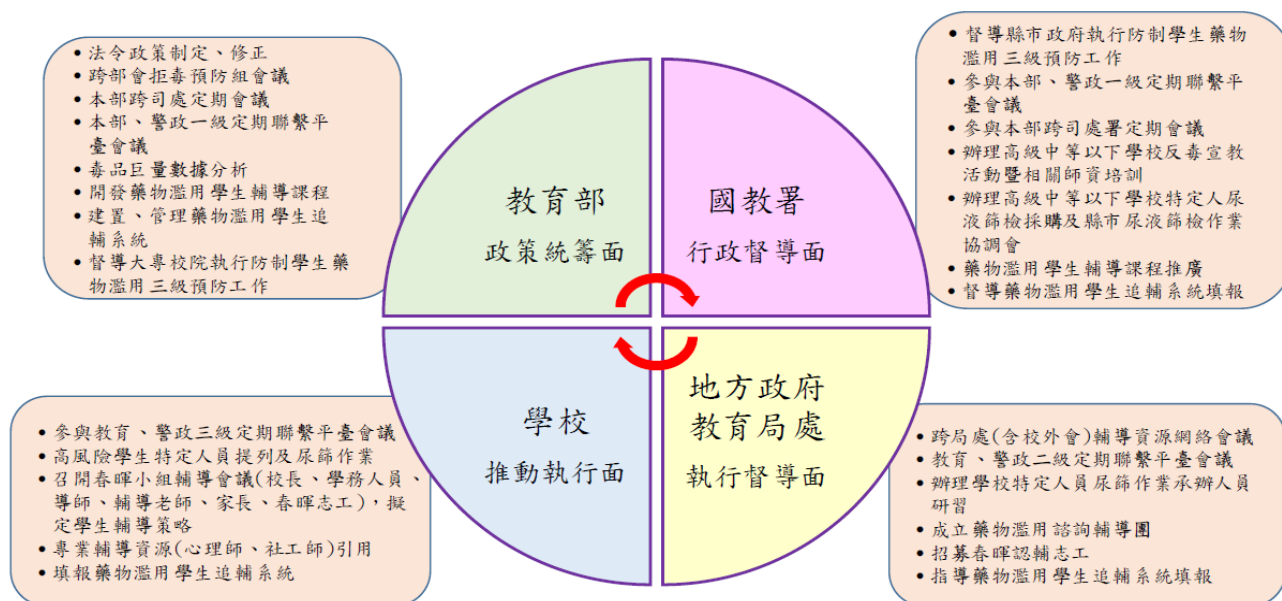 • 法令政策制定、修正
• 跨部會拒毒預防組會議
• 本部跨司處定期會議
• 本部、警政一級定期聯繫平
臺會議
• 毒品巨量數據分析
• 開發藥物濫用學生輔導課程
• 建置、管理藥物濫用學生追
輔系統
• 督導大專校院執行防制學生藥
物濫用三級預防工作
教育部
政策統籌面
國教署
行政督導面
• 督導縣市政府執行防制學生藥物
濫用三級預防工作
• 參與本部、警政一級定期聯繫平
臺會議
• 參與本部跨司處署定期會議
• 辦理高級中等以下學校反毒宣教
活動暨相關師資培訓
• 辦理高級中等以下學校特定人尿
液篩檢採購及縣市尿液篩檢作業
協調會
• 藥物濫用學生輔導課程推廣
• 督導藥物濫用學生追輔系統填報
• 參與教育、警政三級定期聯繫平臺會議
• 高風險學生特定人員提列及尿篩作業
• 召開春暉小組輔導會議(校長、學務人員、
導師、輔導老師、家長、春暉志工)，擬
定學生輔導策略
• 專業輔導資源(心理師、社工師)引用
• 填報藥物濫用學生追輔系統
學校
推動執行面
地方政府
教育局處
執行督導面
• 跨局處(含校外會)輔導資源網絡會議
• 教育、警政二級定期聯繫平臺會議
• 辦理學校特定人員尿篩作業承辦人員
研習
• 成立藥物濫用諮詢輔導團
• 招募春暉認輔志工
• 指導藥物濫用學生追輔系統填報